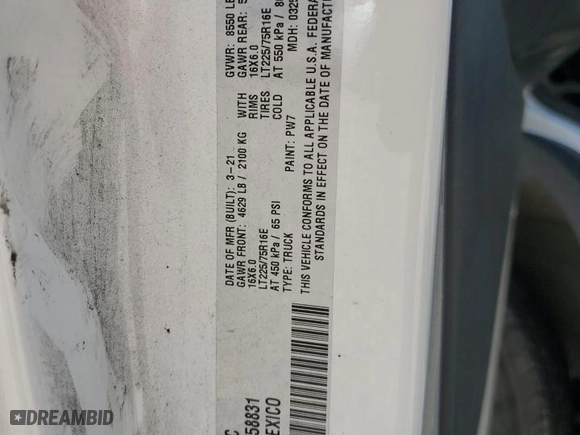 DATE OF MFR (BUILT): 3-21 GVWR: 8550 LB
GAWR FRONT: 4629 LB / 2100 KG WITH GAWR REAR:
16X6.0 RIMS 16X6.0
LT225/75R16E TIRES LT225/75R16E
AT 450 kPa / 65 PSI COLD AT 550 kPa /
TYPE: TRUCK PAINT: PW7 MDH: 0325
THIS VEHICLE CONFORMS TO ALL APPLICABLE U.S.A. FEDERA
STANDARDS IN EFFECT ON THE DATE OF MANUFACT
C
58831
EXICO
DREAMBID